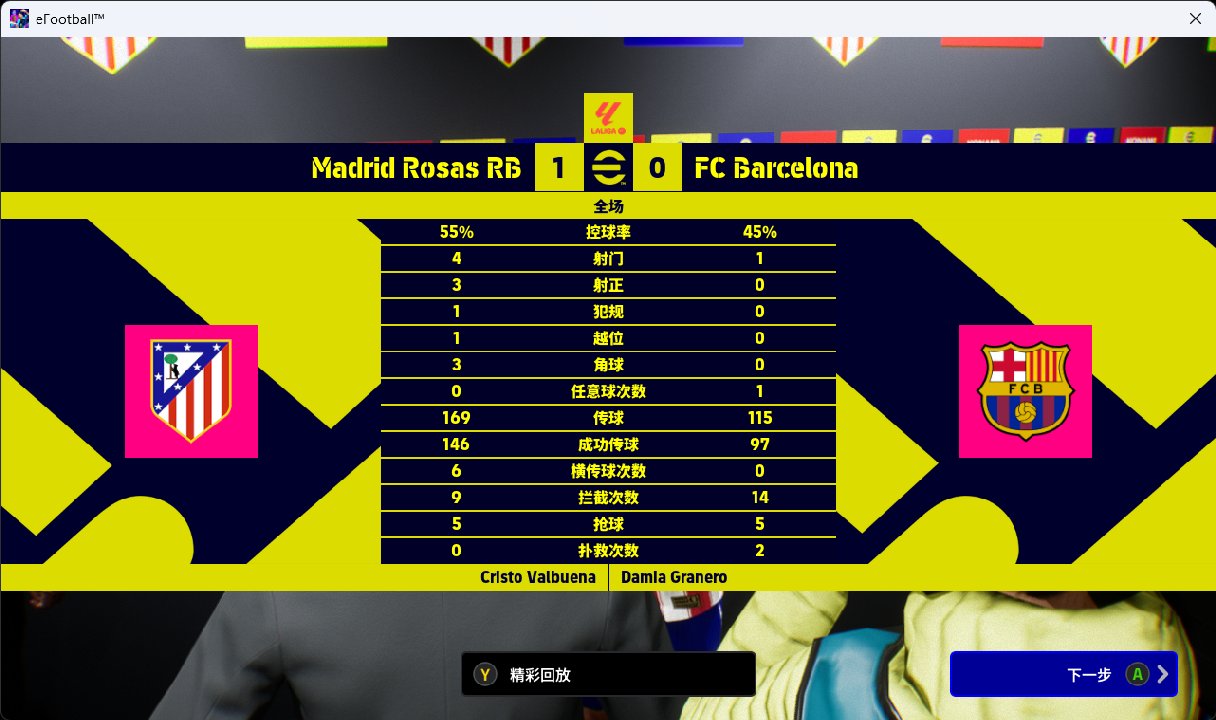 eFootball™
LALIGA
Madrid Rosas RB 1 0 FC Barcelona
全场
55% 控球率 45%
4 射门 1
3 射正 0
1 犯规 0
1 越位 0
3 角球 0
0 任意球次数 1
169 传球 115
146 成功传球 97
6 横传球次数 0
9 拦截次数 14
5 抢球 5
0 扑救次数 2
FCB
Cristo Valbuena Damia Granero
Y 精彩回放
下一步 A